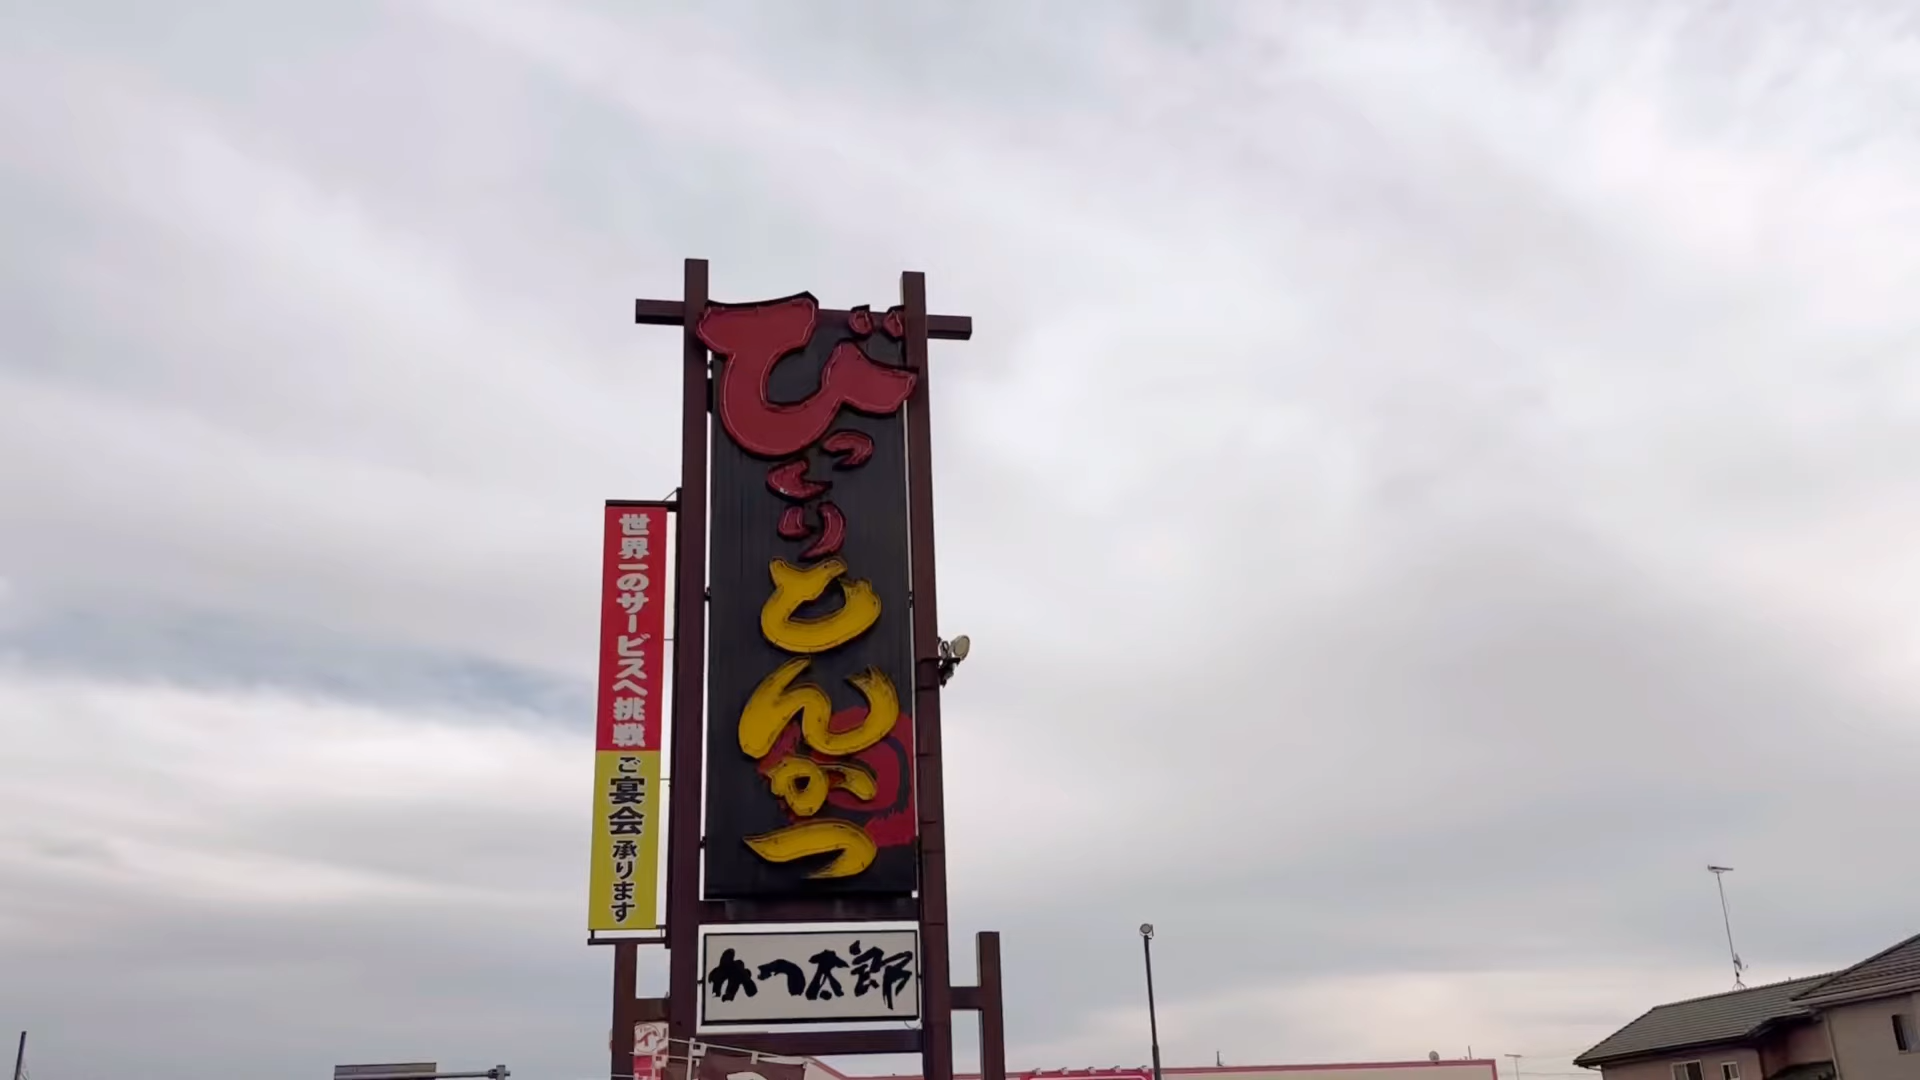 びっくり
とんかつ
世界一のサービスへ挑戦
ご宴会承ります
かつ太郎